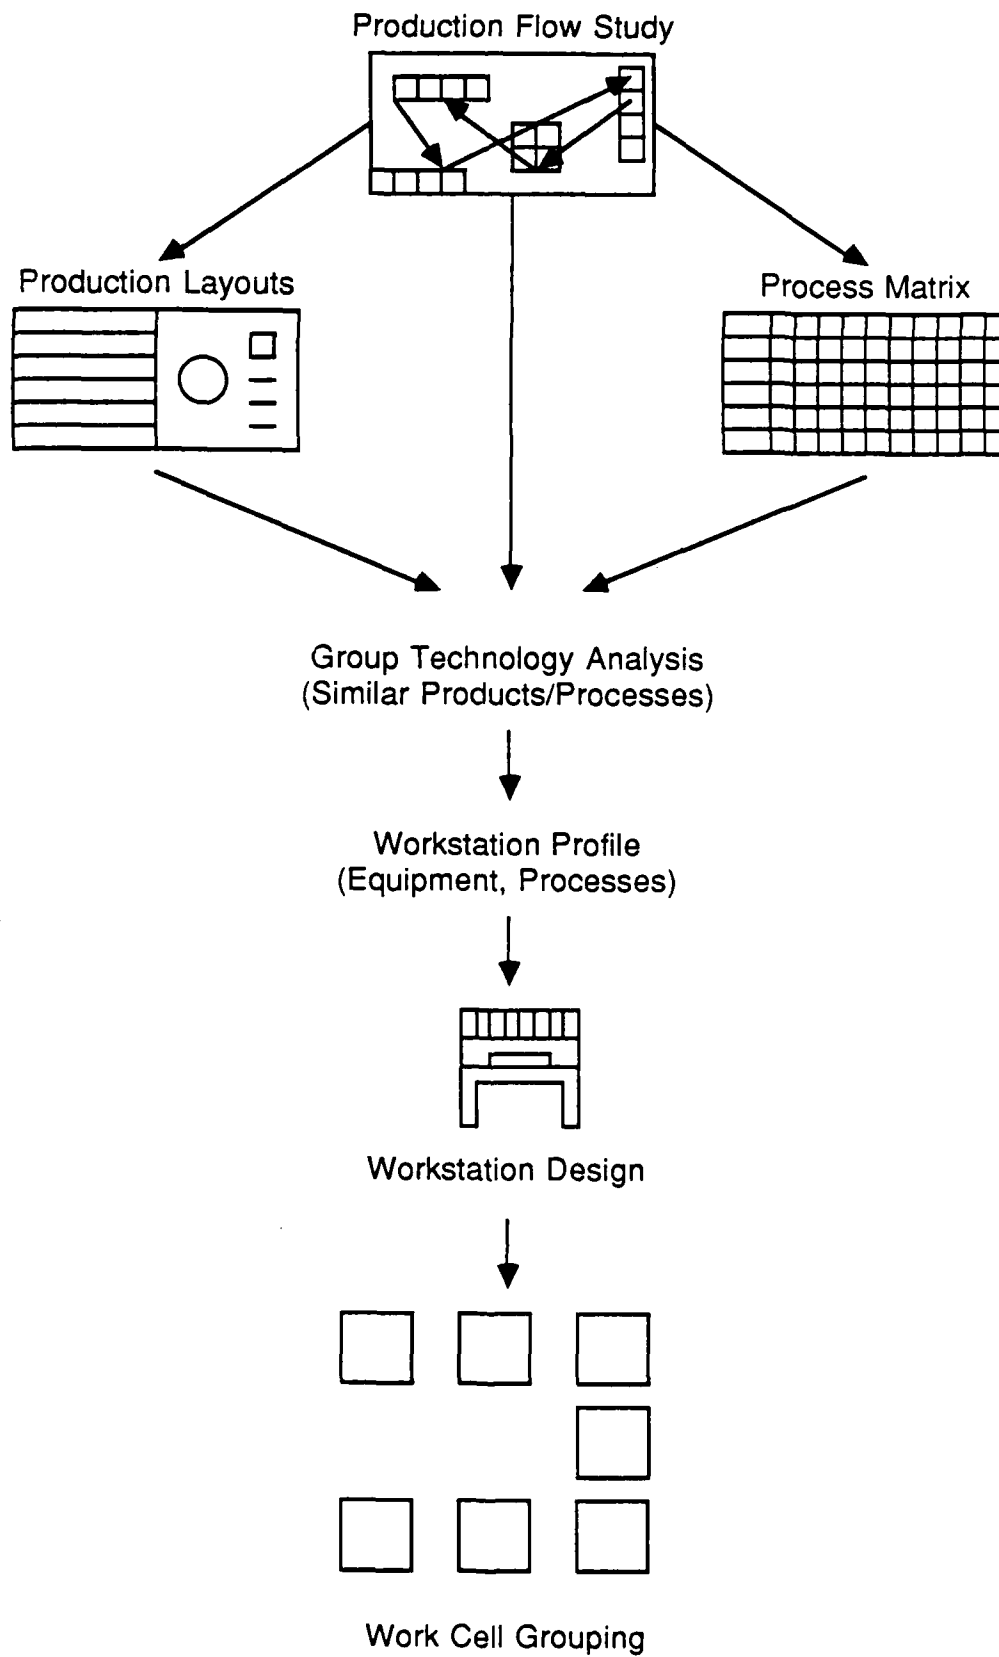 Production Flow Study
Production Layouts
Process Matrix
Group Technology Analysis
(Similar Products/Processes)
Workstation Profile
(Equipment, Processes)
Workstation Design
Work Cell Grouping